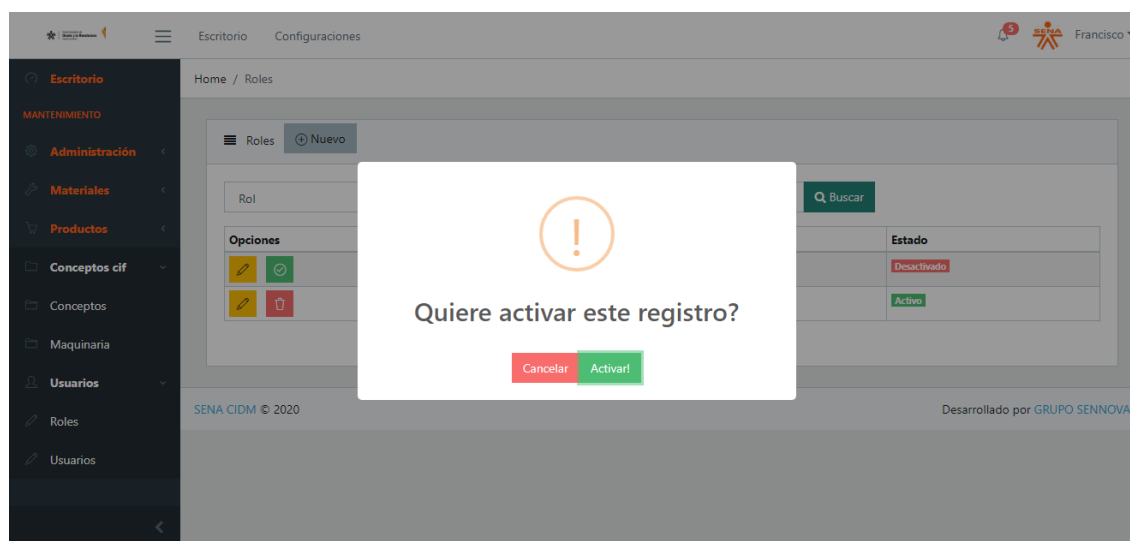 Escritorio Configuraciones 5 SENA Francisco
Escritorio
Home / Roles
MANTENIMIENTO
Administración
Materiales
Productos
Conceptos cif
Conceptos
Maquinaria
Usuarios
Roles
Usuarios
Roles Nuevo
Rol Buscar
Opciones Estado
Desactivado
Activo
!
Quiere activar este registro?
Cancelar Activar!
SENA CIDM © 2020 Desarrollado por GRUPO SENNOVA